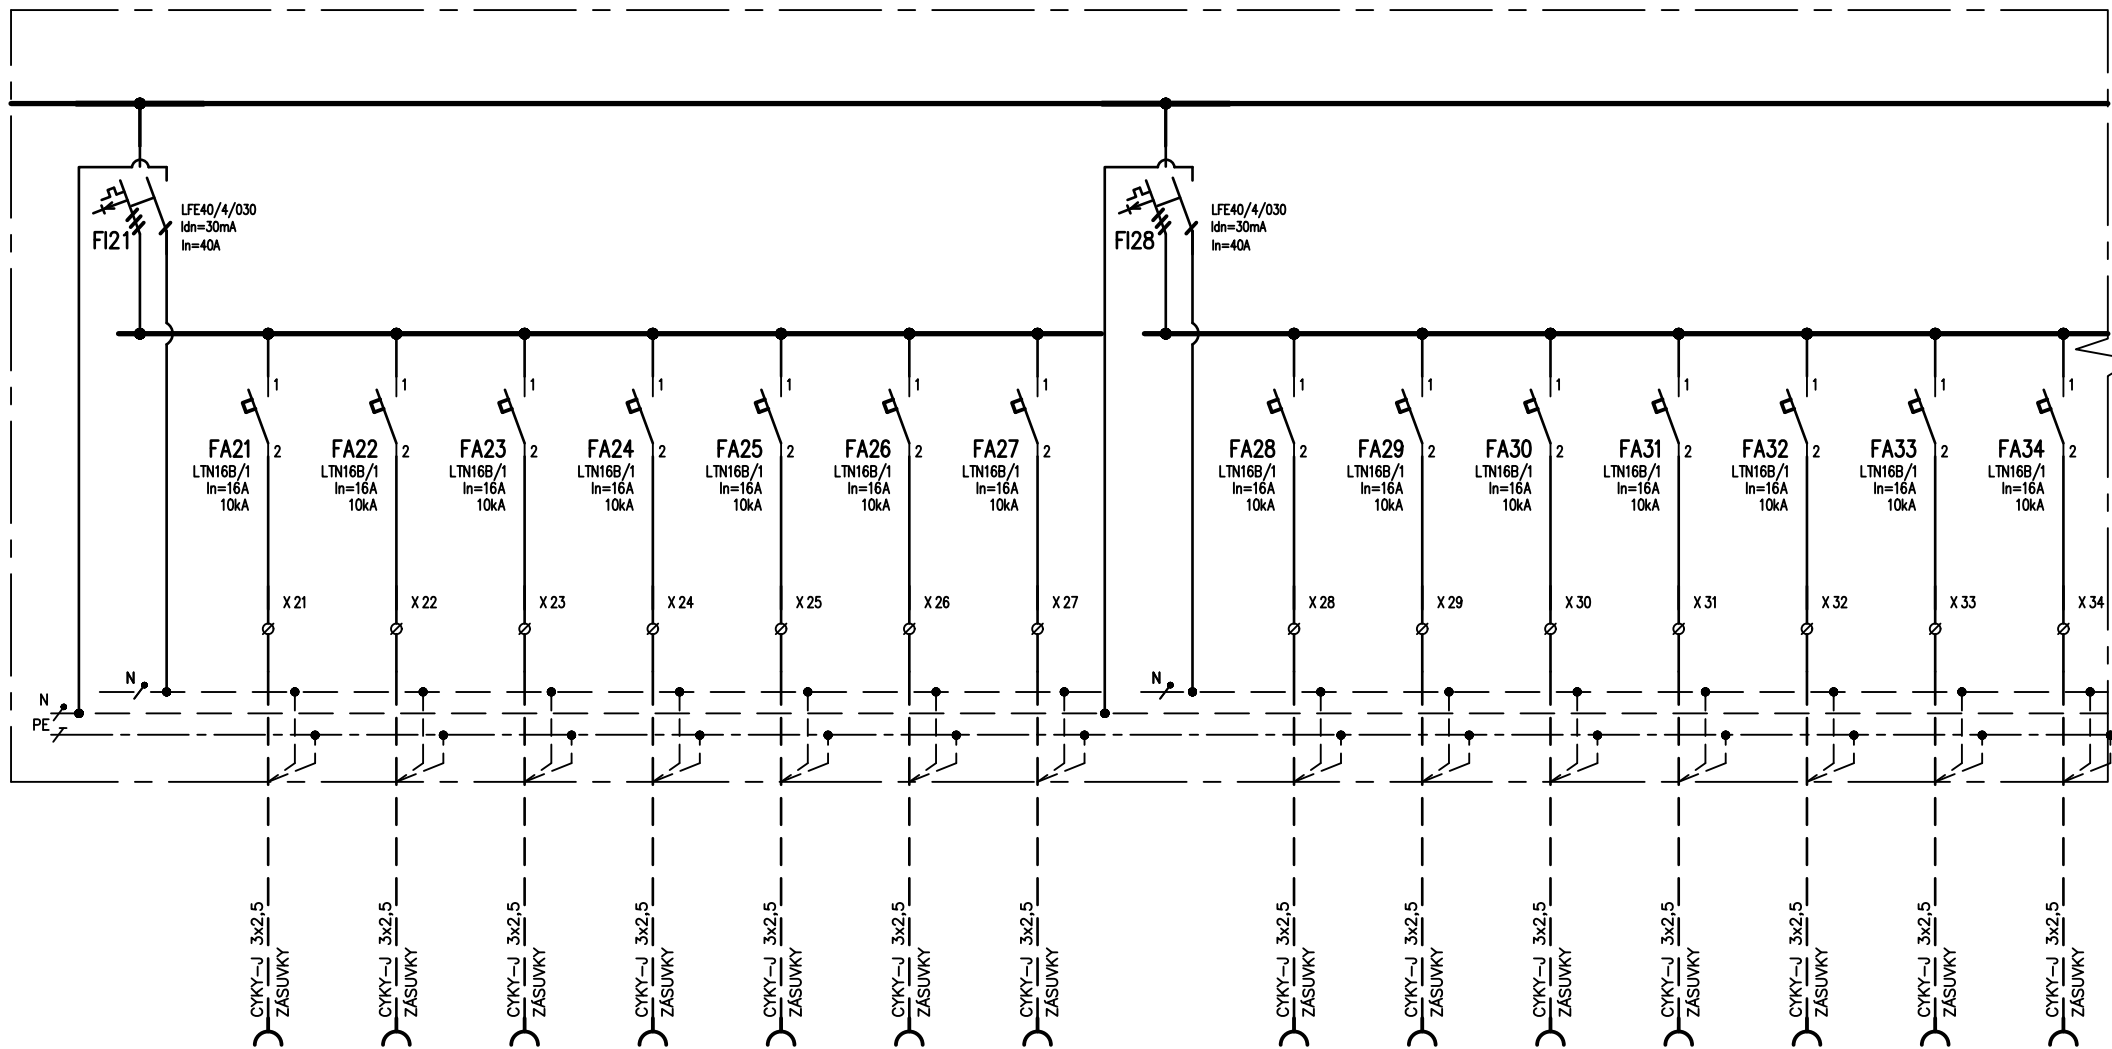 LFE40/4/030
Idn=30mA
In=40A
FI21
LFE40/4/030
Idn=30mA
In=40A
FI28
1
2
FA21
LTN16B/1
In=16A
10kA
1
2
FA22
LTN16B/1
In=16A
10kA
1
2
FA23
LTN16B/1
In=16A
10kA
1
2
FA24
LTN16B/1
In=16A
10kA
1
2
FA25
LTN16B/1
In=16A
10kA
1
2
FA26
LTN16B/1
In=16A
10kA
1
2
FA27
LTN16B/1
In=16A
10kA
1
2
FA28
LTN16B/1
In=16A
10kA
1
2
FA29
LTN16B/1
In=16A
10kA
1
2
FA30
LTN16B/1
In=16A
10kA
1
2
FA31
LTN16B/1
In=16A
10kA
1
2
FA32
LTN16B/1
In=16A
10kA
1
2
FA33
LTN16B/1
In=16A
10kA
1
2
FA34
LTN16B/1
In=16A
10kA
X 21
X 22
X 23
X 24
X 25
X 26
X 27
X 28
X 29
X 30
X 31
X 32
X 33
X 34
N
N
N
PE
CYKY-J 3x2,5
ZÁSUVKY
CYKY-J 3x2,5
ZÁSUVKY
CYKY-J 3x2,5
ZÁSUVKY
CYKY-J 3x2,5
ZÁSUVKY
CYKY-J 3x2,5
ZÁSUVKY
CYKY-J 3x2,5
ZÁSUVKY
CYKY-J 3x2,5
ZÁSUVKY
CYKY-J 3x2,5
ZÁSUVKY
CYKY-J 3x2,5
ZÁSUVKY
CYKY-J 3x2,5
ZÁSUVKY
CYKY-J 3x2,5
ZÁSUVKY
CYKY-J 3x2,5
ZÁSUVKY
CYKY-J 3x2,5
ZÁSUVKY
CYKY-J 3x2,5
ZÁSUVKY